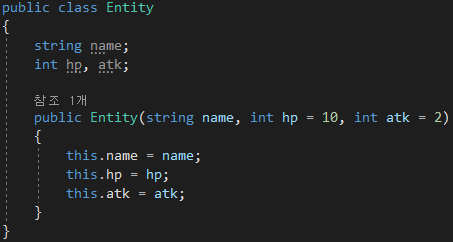 public class Entity
{
string name;
int hp, atk;
참조 1개
public Entity(string name, int hp = 10, int atk = 2)
{
this.name = name;
this.hp = hp;
this.atk = atk;
}
}